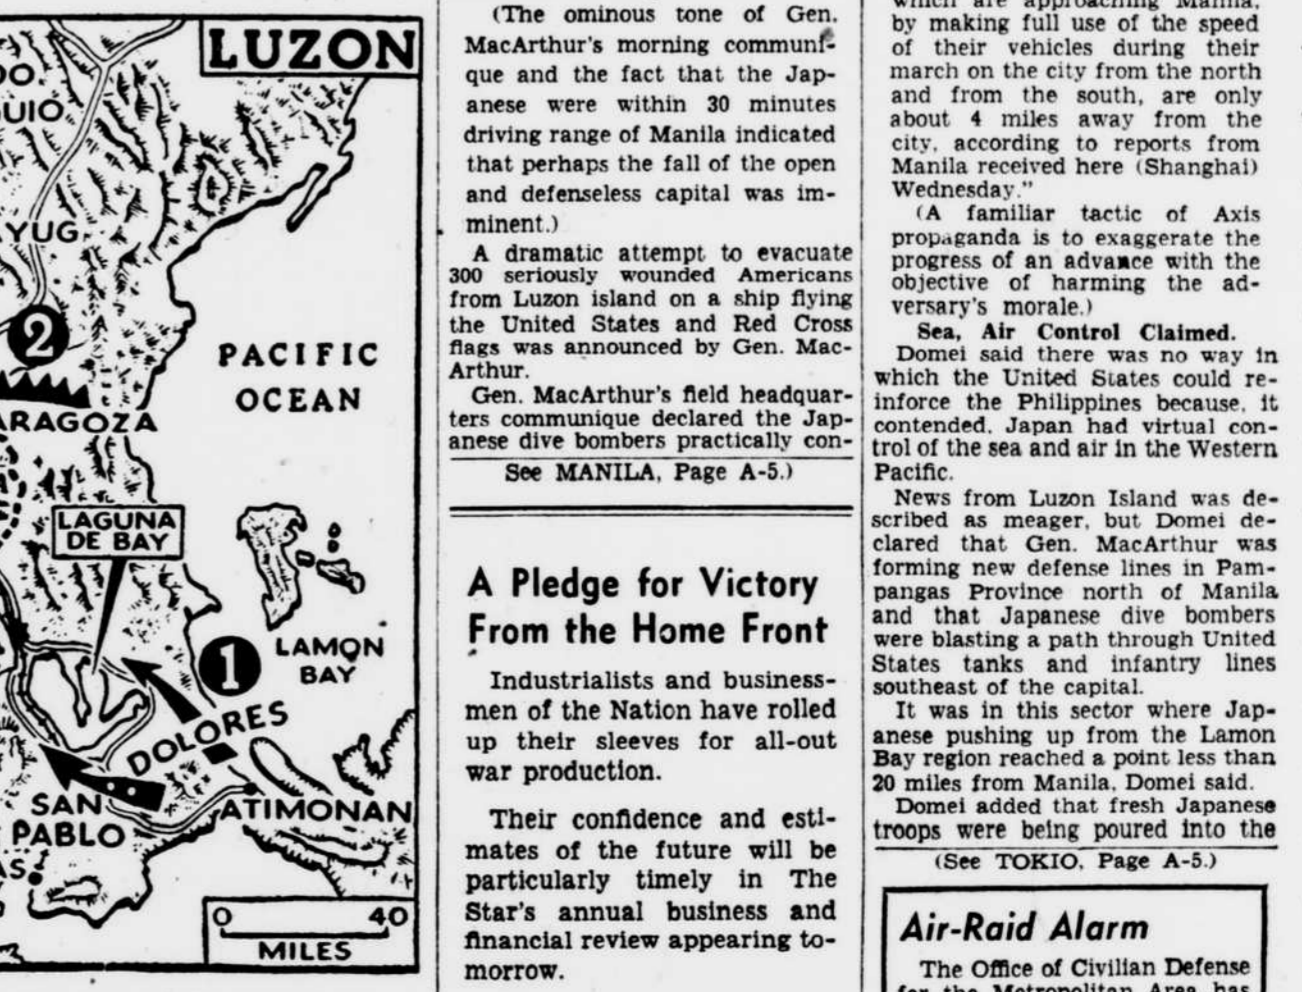 LUZON
DO.
UIO
YUG
2
ARAGOZA
PACIFIC
OCEAN
LAGUNA
DE BAY
1
LAMON
BAY
DOLORES
SAN
PABLO
ATIMONAN
AS.
0 40
MILES
(The ominous tone of Gen.
MacArthur's morning communi-
que and the fact that the Jap-
anese were within 30 minutes
driving range of Manila indicated
that perhaps the fall of the open
and defenseless capital was im-
minent.)
A dramatic attempt to evacuate
300 seriously wounded Americans
from Luzon island on a ship flying
the United States and Red Cross
flags was announced by Gen. Mac-
Arthur.
Gen. MacArthur's field headquar-
ters communique declared the Jap-
anese dive bombers practically con-
See MANILA, Page A-5.)
A Pledge for Victory
From the Home Front
Industrialists and business-
men of the Nation have rolled
up their sleeves for all-out
war production.
Their confidence and esti-
mates of the future will be
particularly timely in The
Star's annual business and
financial review appearing to-
morrow.
which are approaching Manila,
by making full use of the speed
of their vehicles during their
march on the city from the north
and from the south, are only
about 4 miles away from the
city, according to reports from
Manila received here (Shanghai)
Wednesday."
(A familiar tactic of Axis
propaganda is to exaggerate the
progress of an advance with the
objective of harming the ad-
versary's morale.)
Sea, Air Control Claimed.
Domei said there was no way in
which the United States could re-
inforce the Philippines because, it
contended, Japan had virtual con-
trol of the sea and air in the Western
Pacific.
News from Luzon Island was de-
scribed as meager, but Domei de-
clared that Gen. MacArthur was
forming new defense lines in Pam-
pangas Province north of Manila
and that Japanese dive bombers
were blasting a path through United
States tanks and infantry lines
southeast of the capital.
It was in this sector where Jap-
anese pushing up from the Lamon
Bay region reached a point less than
20 miles from Manila, Domei said.
Domei added that fresh Japanese
troops were being poured into the
(See TOKIO, Page A-5.)
Air-Raid Alarm
The Office of Civilian Defense
for the Metropolitan Area has